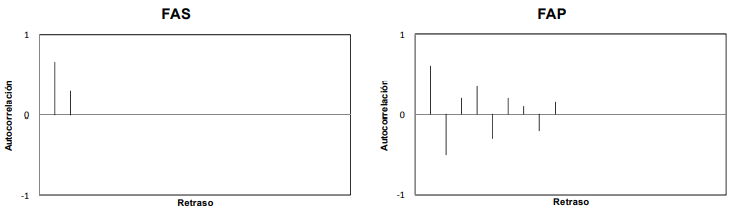 FAS
1
Autocorrelación
0
-1
Retraso
FAP
1
Autocorrelación
0
-1
Retraso